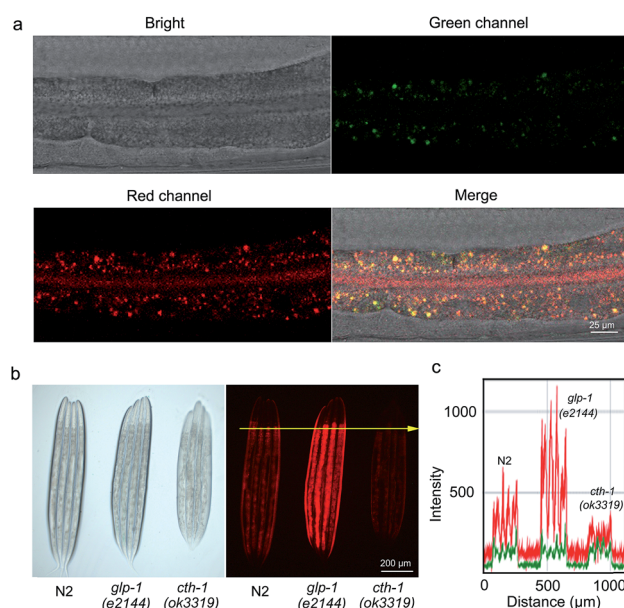 a
Bright
Green channel
Red channel
Merge
25 μm
b
N2
glp-1
(e2144)
cth-1
(ok3319)
200 μm
N2
glp-1
(e2144)
cth-1
(ok3319)
c
Intensity
1000
500
glp-1
(e2144)
N2
cth-1
(ok3319)
0
500
1000
Distance (μm)